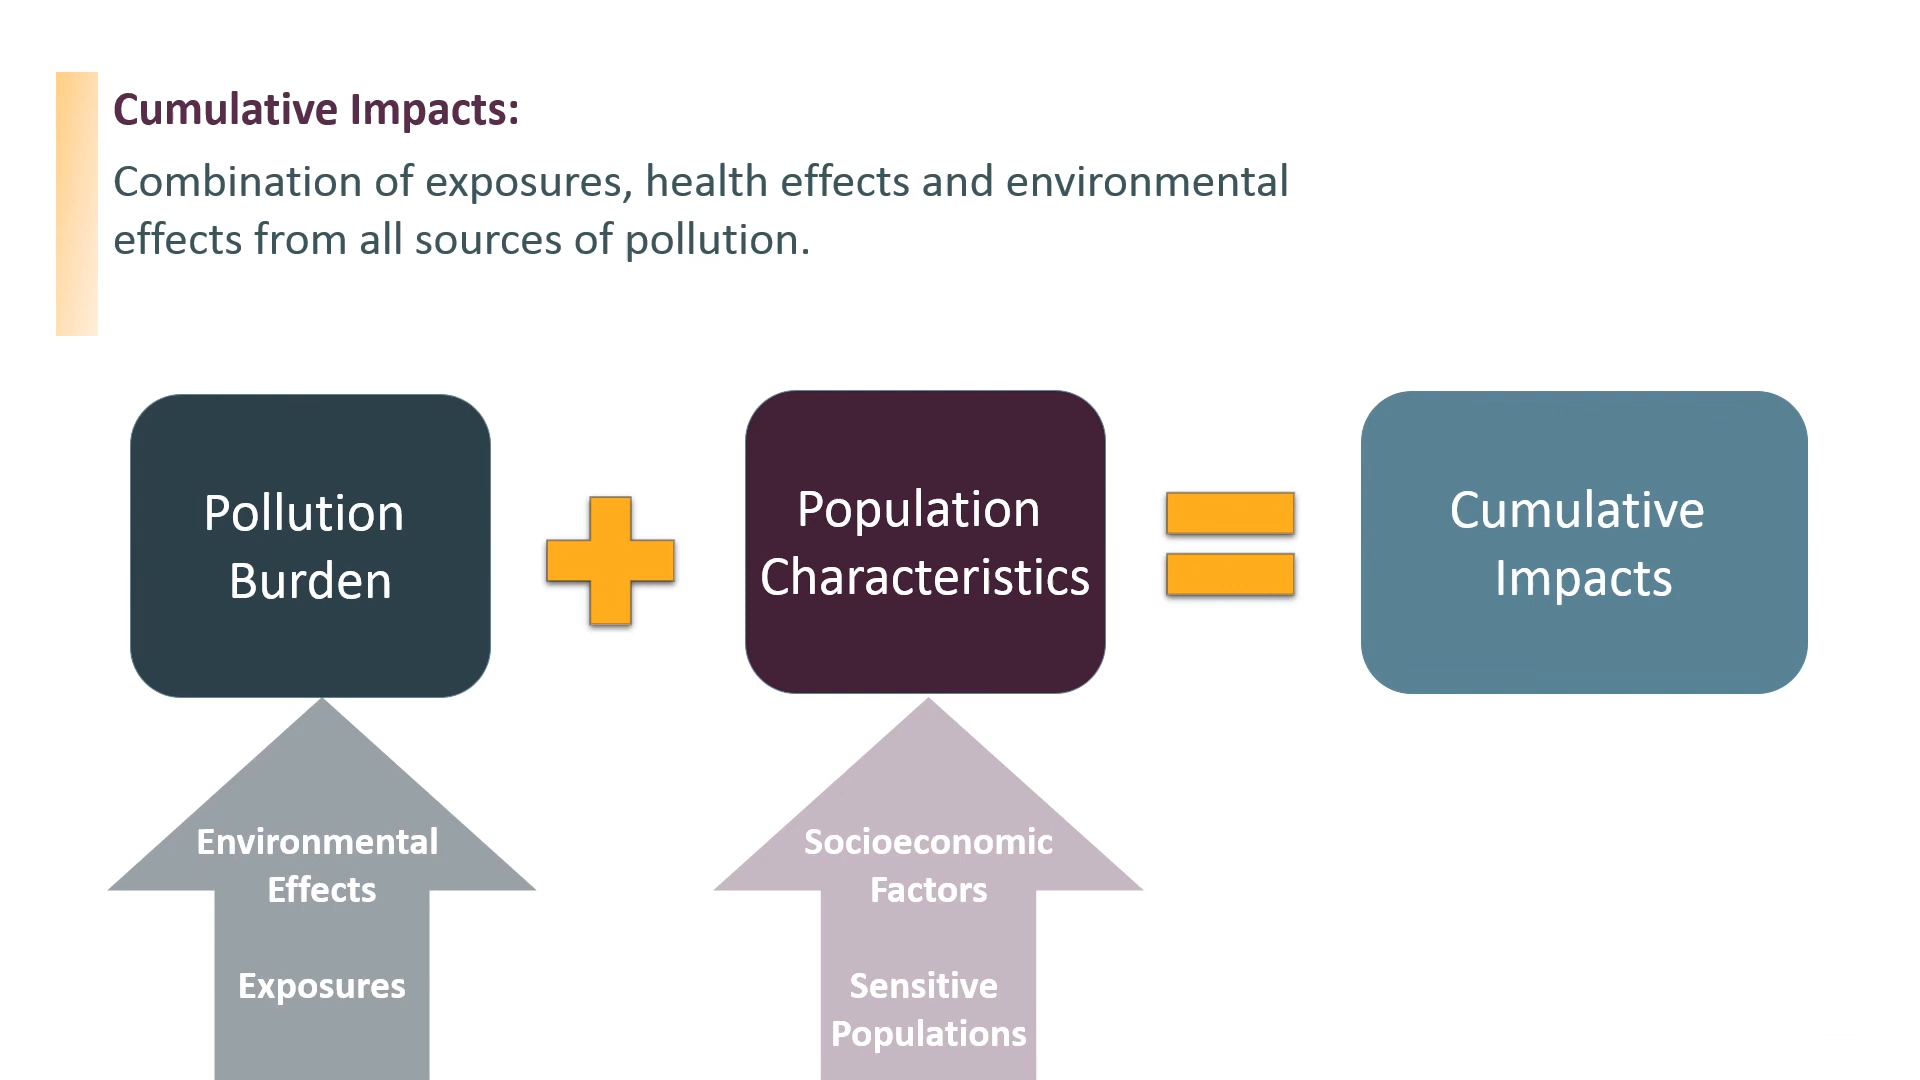 Cumulative Impacts:
Combination of exposures, health effects and environmental
effects from all sources of pollution.
Pollution
Burden
Population
Characteristics
Cumulative
Impacts
Environmental
Effects
Exposures
Socioeconomic
Factors
Sensitive
Populations